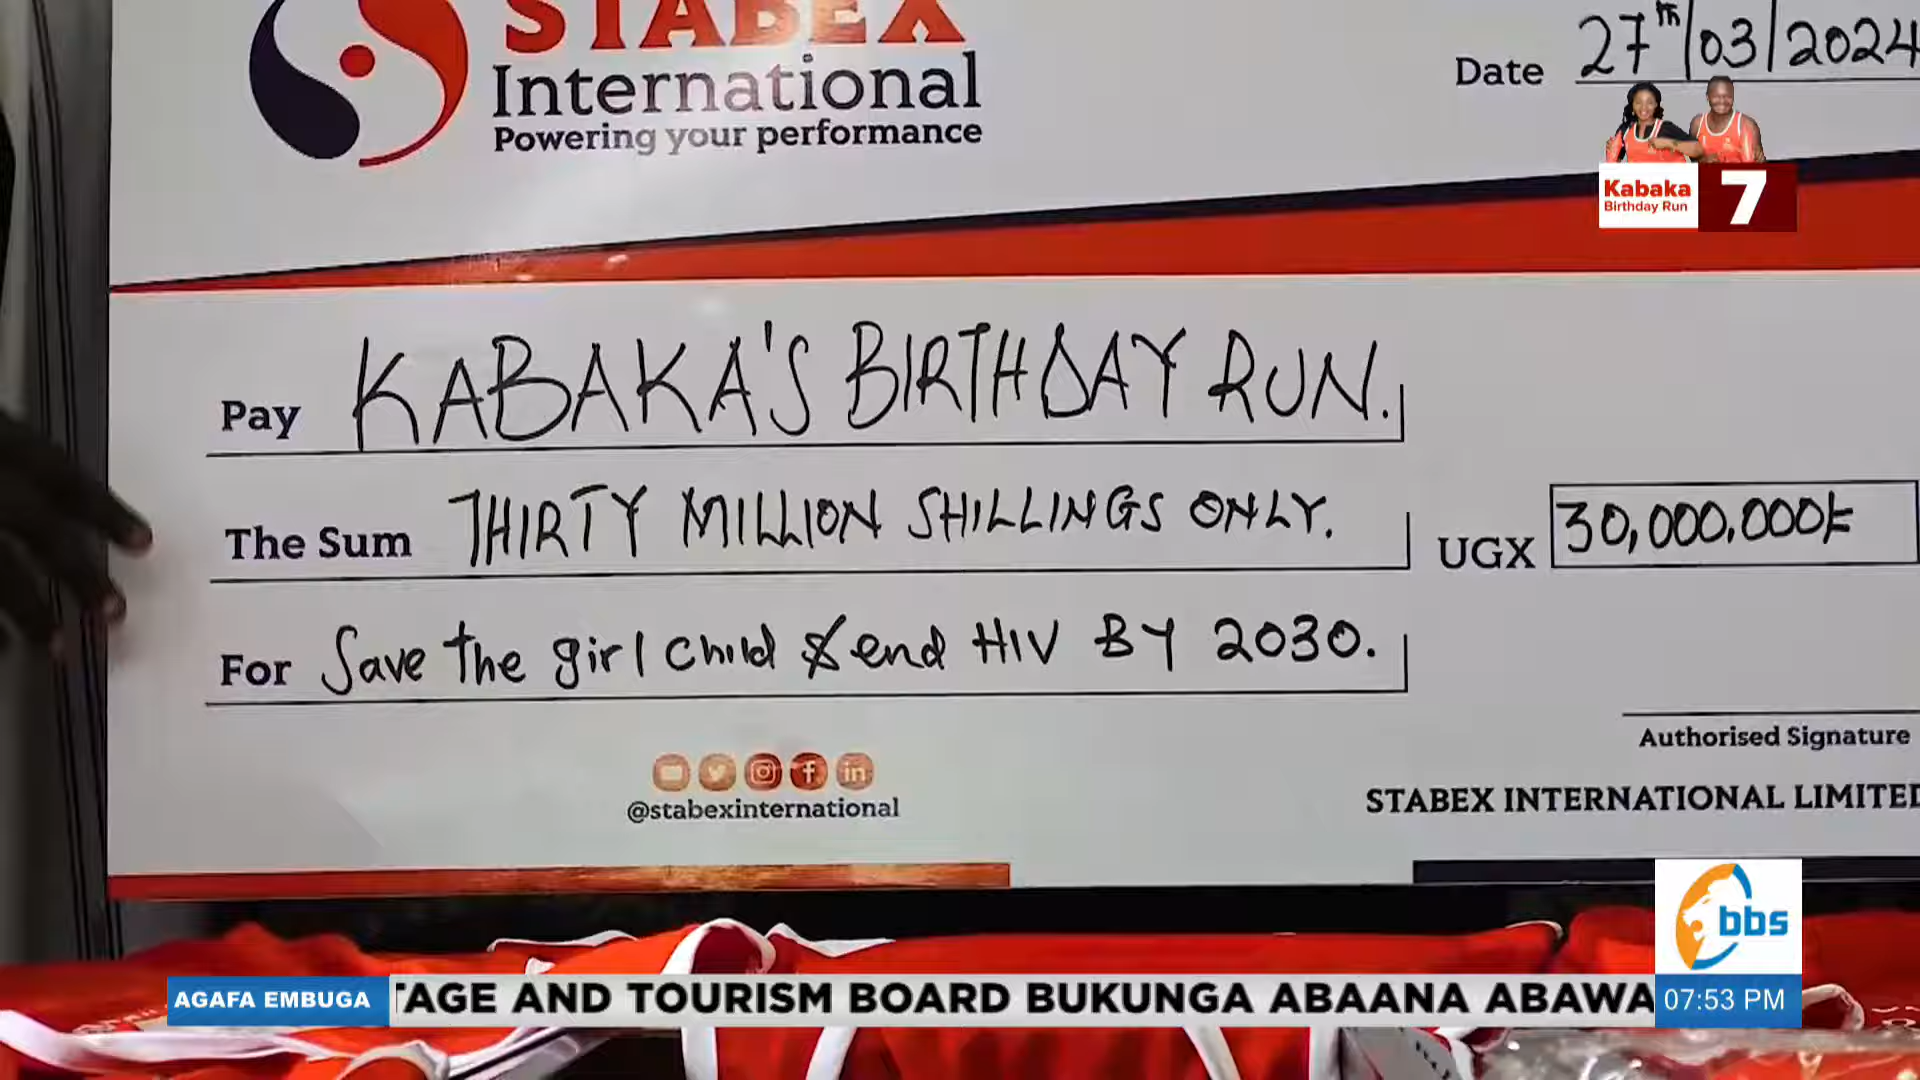 STABEX
International
Powering your performance
Date 27th/03/2024
Kabaka
Birthday Run
7
Pay KABAKA'S BIRTHDAY RUN.
The Sum THIRTY MILLION SHILLINGS ONLY.
UGX 30,000,000/=
For Save the girl child & end HIV BY 2030.
Authorised Signature
@stabexinternational
STABEX INTERNATIONAL LIMITED
bbs
AGAFA EMBUGA
TAGE AND TOURISM BOARD BUKUNGA ABAANA ABAWA
07:53 PM